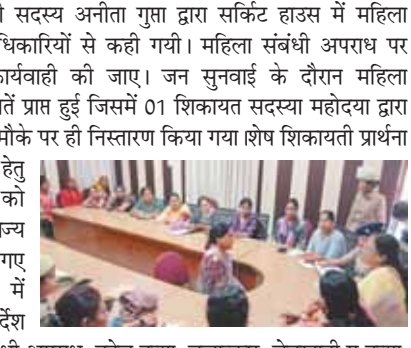 सदस्य अनीता गुप्ता द्वारा सर्किट हाउस में महिला
धिकारियों से कही गयी। महिला संबंधी अपराध पर
कार्यवाही की जाए। जन सुनवाई के दौरान महिला
तें प्राप्त हुई जिसमें 01 शिकायत सदस्या महोदया द्वारा
मौके पर ही निस्तारण किया गया।शेष शिकायती प्रार्थना
हेतु
को
ज्य
गए
में
र्देश